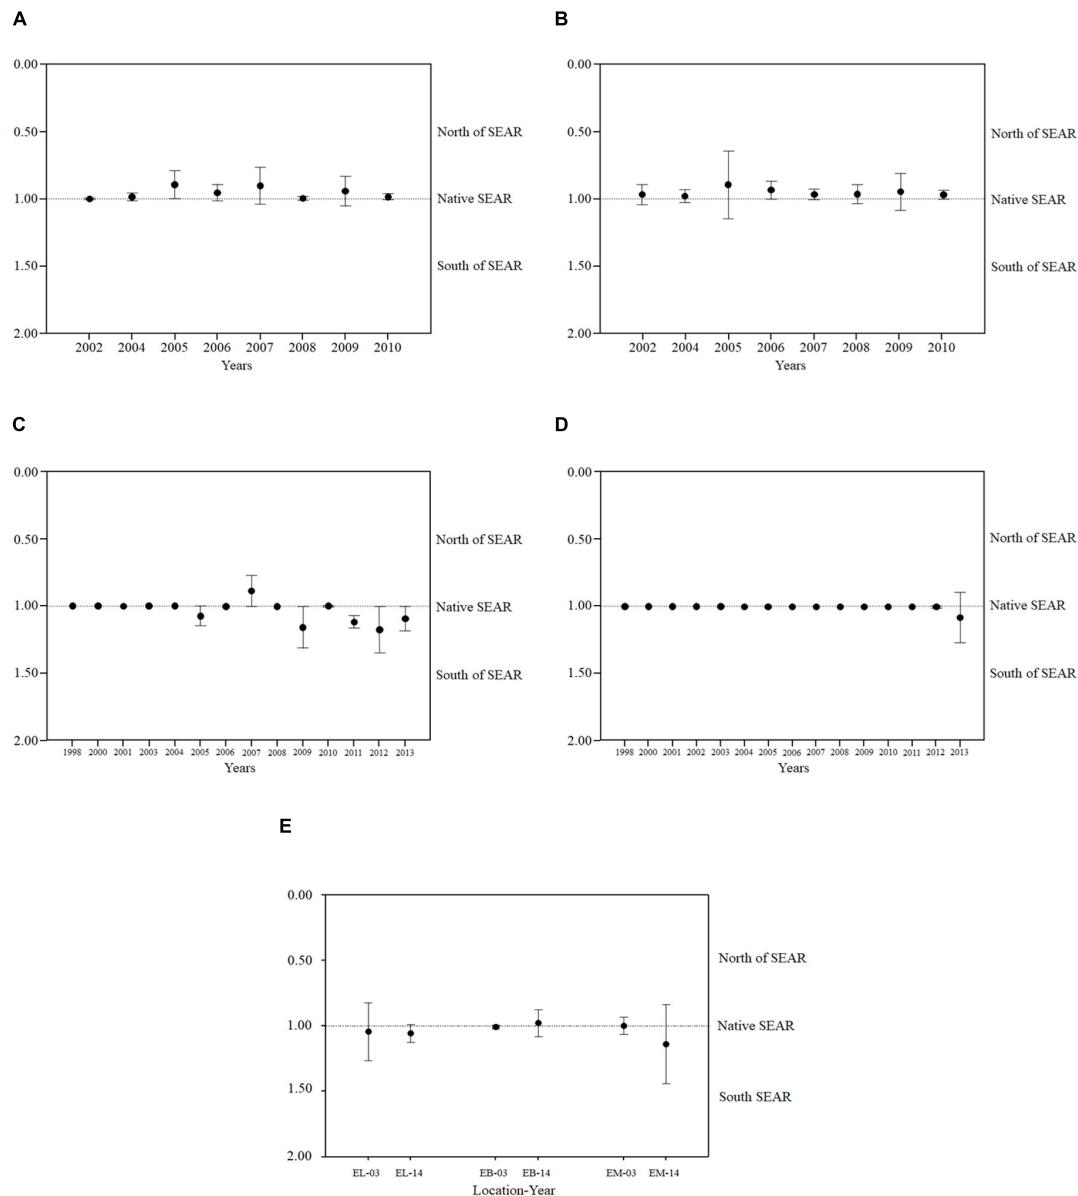 A
0.00
0.50
1.00
1.50
2.00
North of SEAR
Native SEAR
South of SEAR
2002 2004 2005 2006 2007 2008 2009 2010
Years
B
0.00
0.50
1.00
1.50
2.00
North of SEAR
Native SEAR
South of SEAR
2002 2004 2005 2006 2007 2008 2009 2010
Years
C
0.00
0.50
1.00
1.50
2.00
North of SEAR
Native SEAR
South of SEAR
1998 2000 2001 2003 2004 2005 2006 2007 2008 2009 2010 2011 2012 2013
Years
D
0.00
0.50
1.00
1.50
2.00
North of SEAR
Native SEAR
South of SEAR
1998 2000 2001 2002 2003 2004 2005 2006 2007 2008 2009 2010 2011 2012 2013
Years
E
0.00
0.50
1.00
1.50
2.00
North of SEAR
Native SEAR
South SEAR
EL-03 EL-14 EB-03 EB-14 EM-03 EM-14
Location-Year